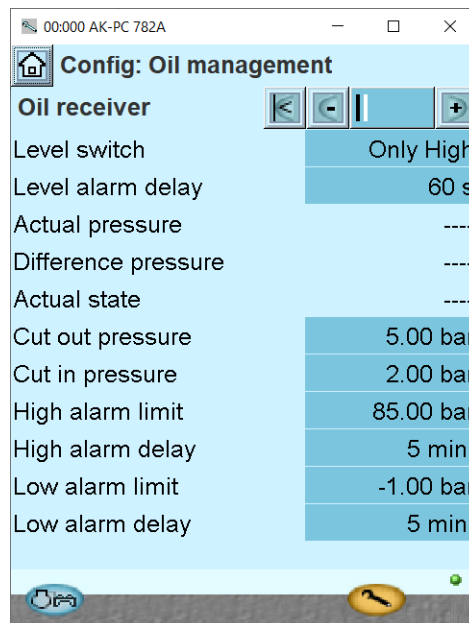 00:000 AK-PC 782A
Config: Oil management
Oil receiver
Level switch Only High
Level alarm delay 60 s
Actual pressure ----
Difference pressure ----
Actual state ----
Cut out pressure 5.00 bar
Cut in pressure 2.00 bar
High alarm limit 85.00 bar
High alarm delay 5 min
Low alarm limit -1.00 bar
Low alarm delay 5 min